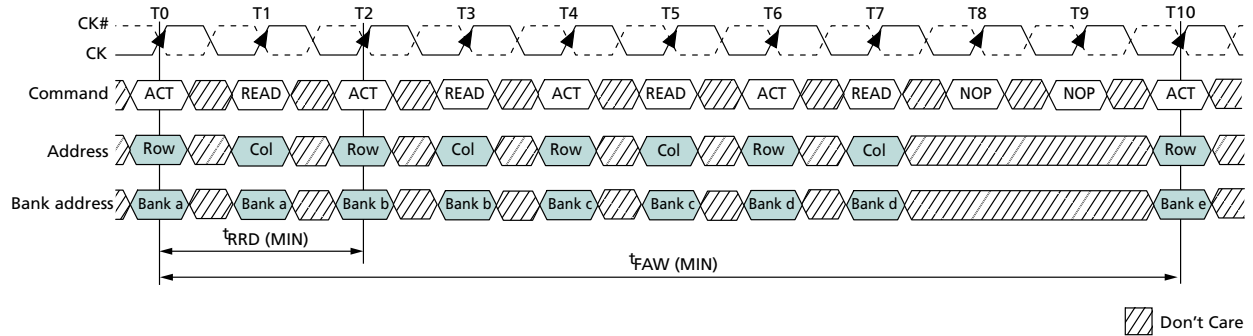 T0 T1 T2 T3 T4 T5 T6 T7 T8 T9 T10
CK#
CK
Command ACT READ ACT READ ACT READ ACT READ NOP NOP ACT
Address Row Col Row Col Row Col Row Col Row
Bank address Bank a Bank a Bank b Bank b Bank c Bank c Bank d Bank d Bank e
tRRD (MIN)
tFAW (MIN)
Don't Care